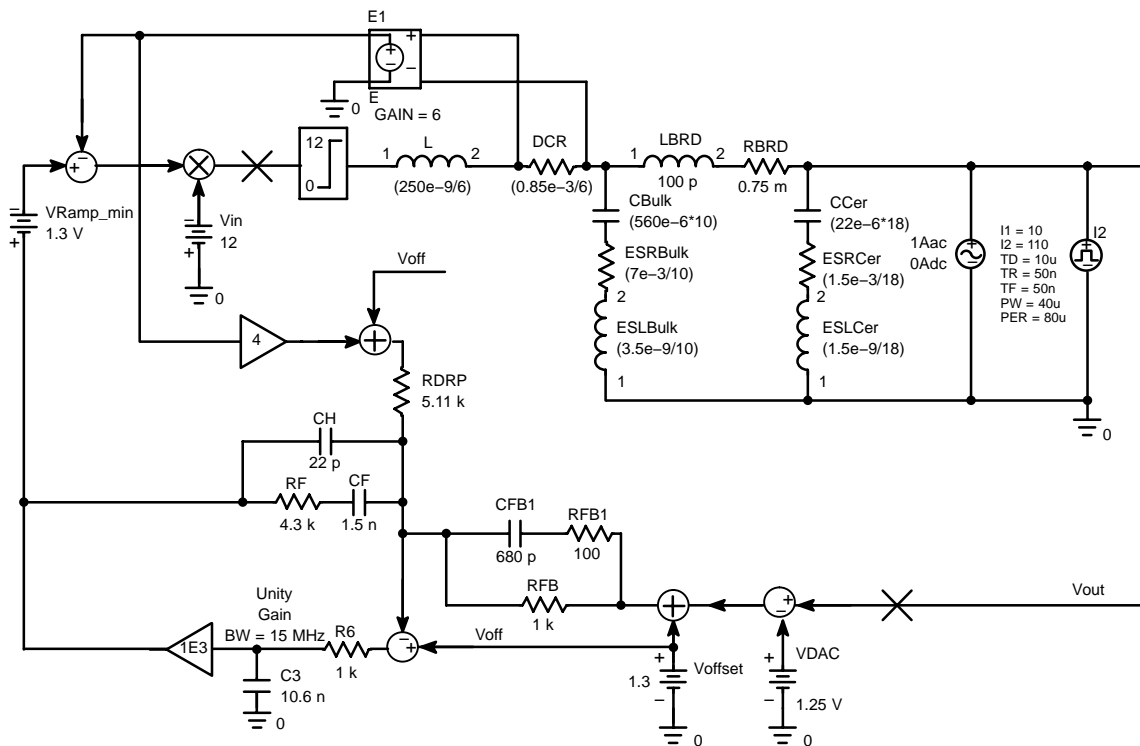 E1
+
+
−
−
E
0
GAIN = 6
−
+
−
VRamp_min
+
1.3 V
−
Vin
+
12
0
12
0
L
1
2
(250e−9/6)
DCR
(0.85e−3/6)
LBRD
1
2
100 p
RBRD
0.75 m
CBulk
(560e−6*10)
ESRBulk
(7e−3/10)
2
ESLBulk
(3.5e−9/10)
1
CCer
(22e−6*18)
ESRCer
(1.5e−3/18)
2
ESLCer
(1.5e−9/18)
1
1Aac
0Adc
−
I1 = 10
I2 = 110
TD = 10u
TR = 50n
TF = 50n
PW = 40u
PER = 80u
I2
−
0
Voff
4
+
RDRP
5.11 k
CH
22 p
RF
4.3 k
CF
1.5 n
CFB1
680 p
RFB1
100
RFB
1 k
+
+
−
Vout
Unity
Gain
BW = 15 MHz
1E3
R6
1 k
−
+
Voff
C3
10.6 n
0
+
Voffset
1.3
−
0
+
VDAC
−
1.25 V
0